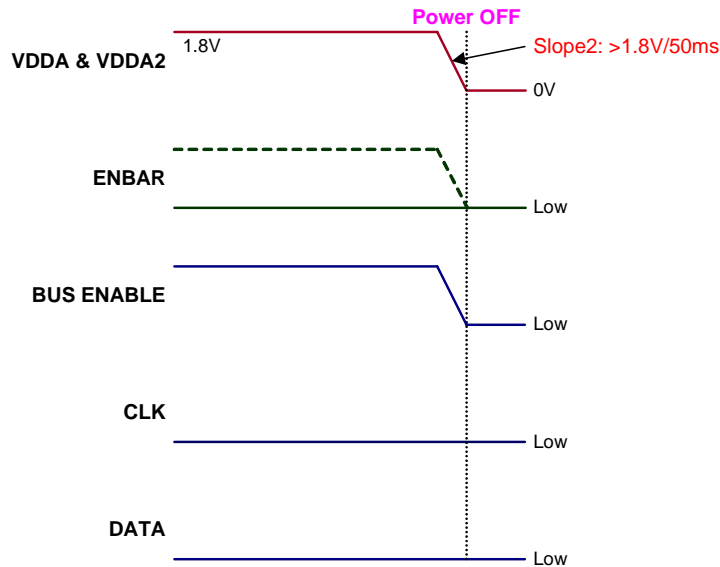 Power OFF
VDDA & VDDA2
1.8V
Slope2: >1.8V/50ms
0V
ENBAR
Low
BUS ENABLE
Low
CLK
Low
DATA
Low